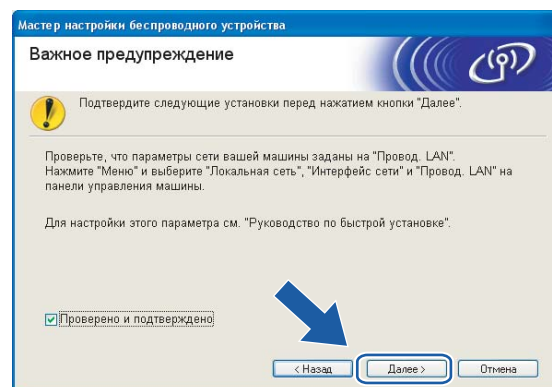 Мастер настройки беспроводного устройства
Важное предупреждение
Подтвердите следующие установки перед нажатием кнопки "Далее".
Проверьте, что параметры сети вашей машины заданы на "Провод. LAN".
Нажмите "Меню" и выберите "Локальная сеть", "Интерфейс сети" и "Провод. LAN" на
панели управления машины.
Для настройки этого параметра см. "Руководство по быстрой установке".
Проверено и подтверждено
< Назад
Далее >
Отмена